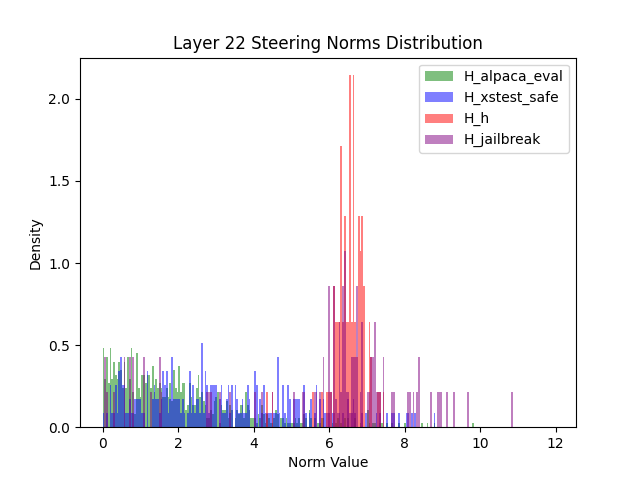 Layer 22 Steering Norms Distribution
H_alpaca_eval
H_xstest_safe
H_h
H_jailbreak
Density
2.0
1.5
1.0
0.5
0.0
0 2 4 6 8 10 12
Norm Value